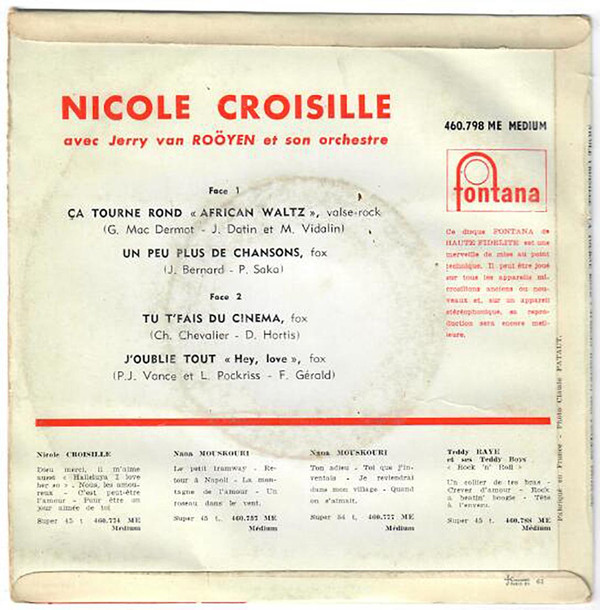 NICOLE CROISILLE
avec Jerry van ROÖYEN et son orchestre
460.798 ME MEDIUM
fontana
Face 1
ÇA TOURNE ROND « AFRICAN WALTZ », valse-rock
(G. Mac Dermot - J. Datin et M. Vidalin)
UN PEU PLUS DE CHANSONS, fox
(J. Bernard - P. Saka)
Face 2
TU T'FAIS DU CINEMA, fox
(Ch. Chevalier - D. Hortis)
J'OUBLIE TOUT « Hey, love », fox
(P.J. Vance et L. Pockriss - F. Gérald)
Ce disque FONTANA de
HAUTE FIDELITE est une
merveille de mise au point
technique. Il peut être joué
sur tous les appareils mi-
crosillons anciens ou nou-
veaux et, sur un appareil
stéréophonique, sa repro-
duction sera encore meil-
leure.
Nicole CROISILLE
Dieu merci, il m'aime
aussi « Halleluya I love
her so » - Nous, les amou-
reux - C'est peut-être
l'amour - Pour être un
jour aimée de toi
Super 45 t 460.774 ME
Médium
Nana MOUSKOURI
Le petit tramway - Re-
tour à Napoli - La mon-
tagne de l'amour - Un
roseau dans le vent.
Super 45 t. 460.757 ME
Médium
Nana MOUSKOURI
Ton adieu - Toi que j'in-
ventais - Je reviendrai
dans mon village - Quand
on s'aimait.
460.777 ME
Médium
Teddy RAYE
et ses Teddy Boys
« Rock 'n' Roll »
Un collier de tes bras -
Crever d'amour - Rock
a beatin' boogie - Tête
à l'envers.
Super 45 t. 460.788 ME
Médium
Fabriqué en France - Photo Claude PATAUT.
61